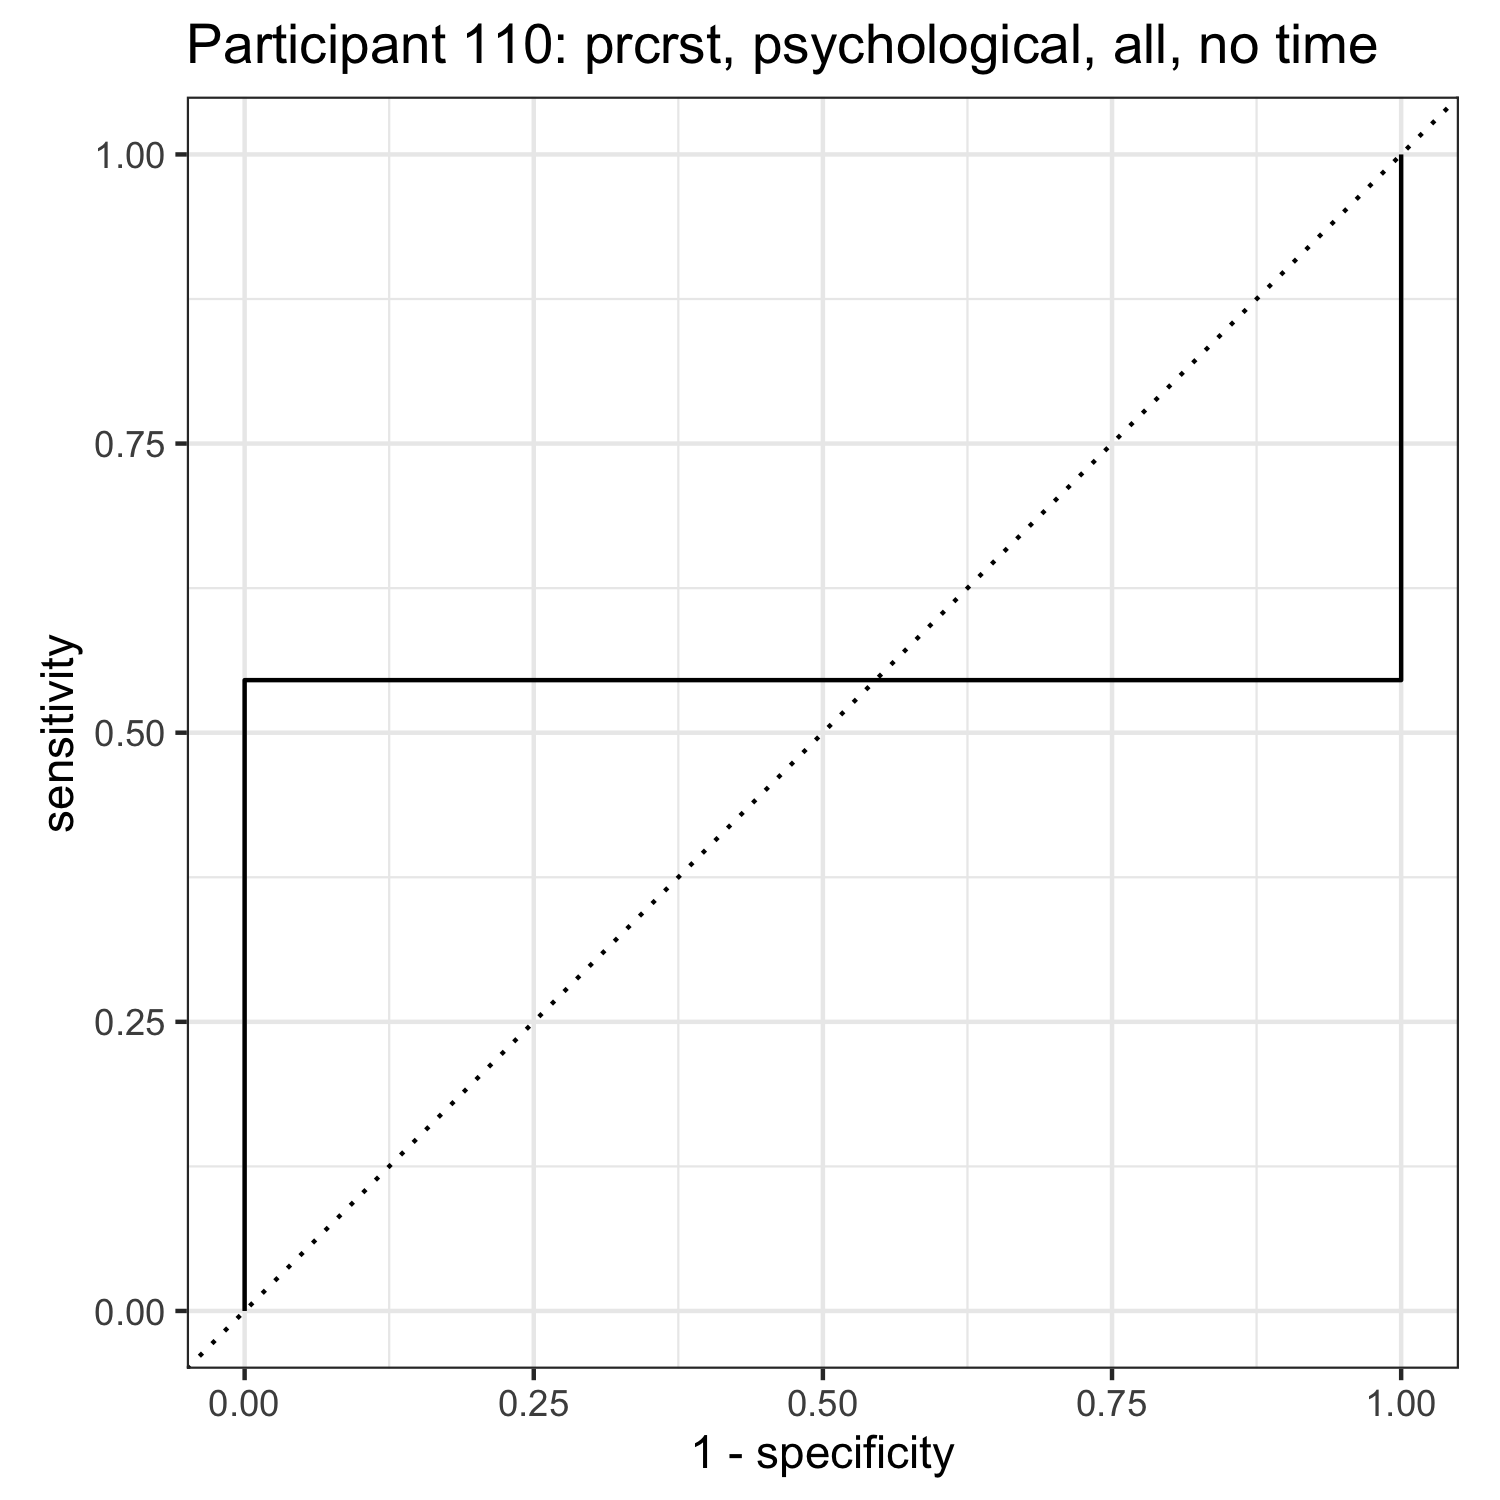 Participant 110: prcrst, psychological, all, no time
sensitivity
1.00
0.75
0.50
0.25
0.00
0.00 0.25 0.50 0.75 1.00
1 - specificity